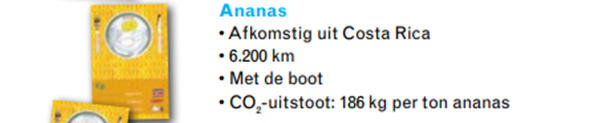 Ananas
• Afkomstig uit Costa Rica
• 6.200 km
• Met de boot
• CO₂-uitstoot: 186 kg per ton ananas